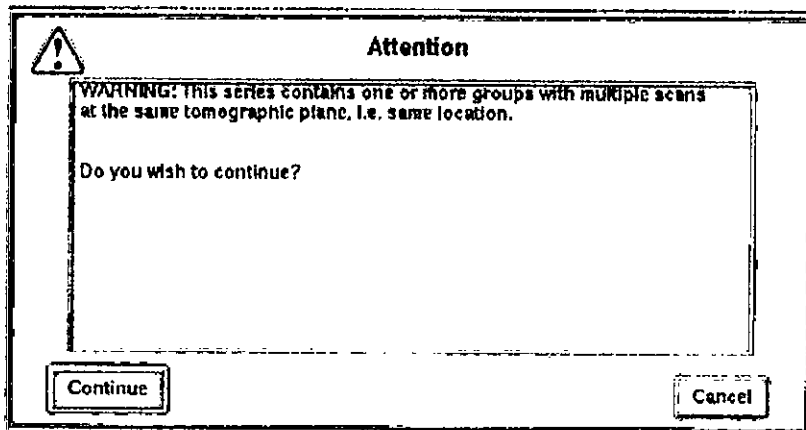 Attention
WARNING: This series contains one or more groups with multiple scans
at the same tomographic plane, i.e. same location.
Do you wish to continue?
Continue
Cancel